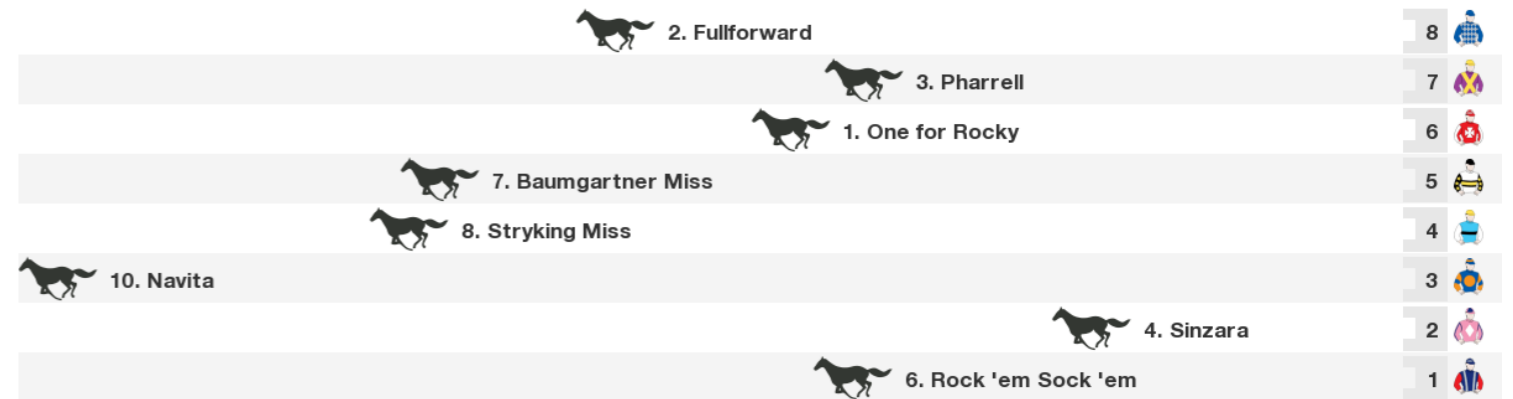 2. Fullforward 8
3. Pharrell 7
1. One for Rocky 6
7. Baumgartner Miss 5
8. Stryking Miss 4
10. Navita 3
4. Sinzara 2
6. Rock 'em Sock 'em 1